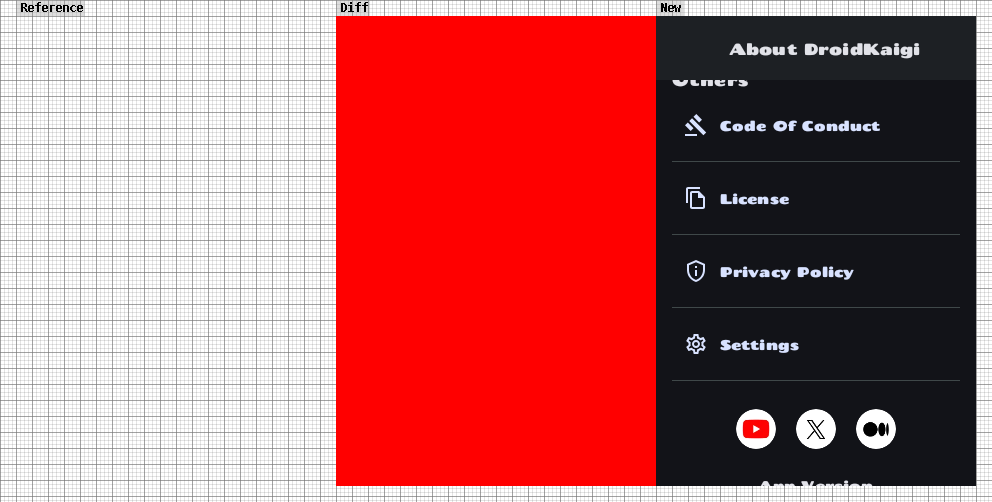 Reference
Diff
New
About DroidKaigi
Others
Code Of Conduct
License
Privacy Policy
Settings
App Version